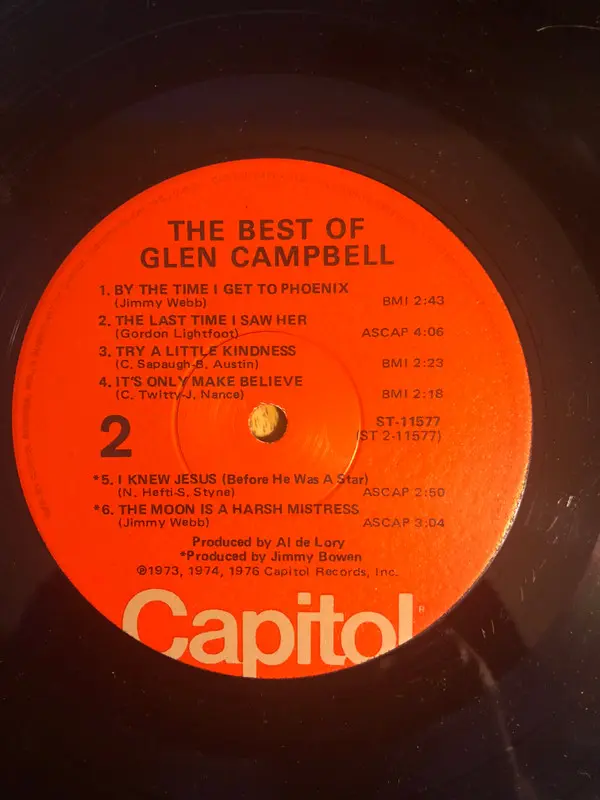 THE BEST OF
GLEN CAMPBELL
1. BY THE TIME I GET TO PHOENIX
(Jimmy Webb) BMI 2:43
2. THE LAST TIME I SAW HER
(Gordon Lightfoot) ASCAP 4:06
3. TRY A LITTLE KINDNESS
(C. Sapaugh-B. Austin) BMI 2:23
4. IT'S ONLY MAKE BELIEVE
(C. Twitty-J. Nance) BMI 2:18
2
ST-11577
(ST 2-11577)
*5. I KNEW JESUS (Before He Was A Star)
(N. Hefti-S. Styne) ASCAP 2:50
*6. THE MOON IS A HARSH MISTRESS
(Jimmy Webb) ASCAP 3:04
Produced by Al de Lory
*Produced by Jimmy Bowen
℗1973, 1974, 1976 Capitol Records, Inc.
Capitol®